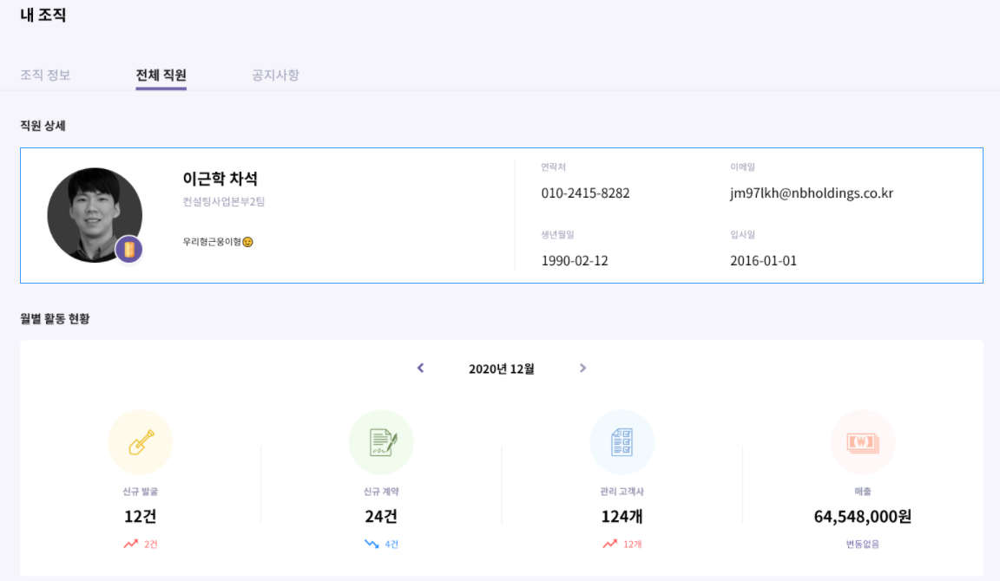 내 조직
조직 정보
전체 직원
공지사항
직원 상세
이근학 차석
컨설팅사업본부2팀
우리형근웅이형😉
연락처
010-2415-8282
이메일
jm97lkh@nbholdings.co.kr
생년월일
1990-02-12
입사일
2016-01-01
월별 활동 현황
2020년 12월
신규 발굴
12건
2건
신규 계약
24건
4건
관리 고객사
124개
12개
매출
64,548,000원
변동없음